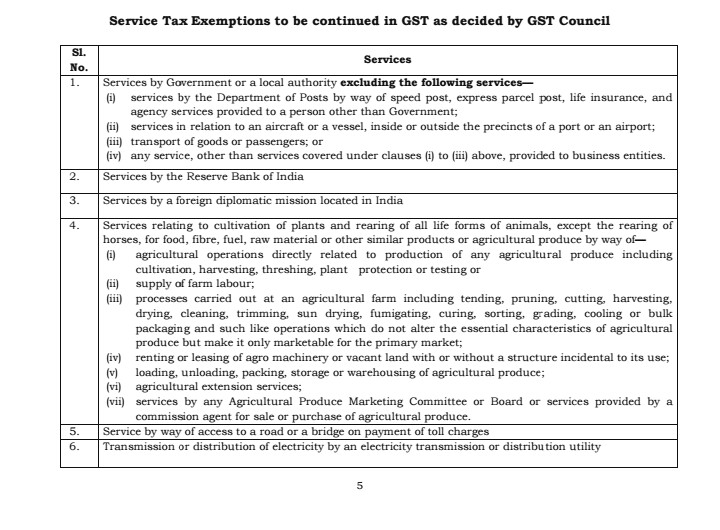 Service Tax Exemptions to be continued in GST as decided by GST Council
Sl. No. Services
1. Services by Government or a local authority excluding the following services—
(i) services by the Department of Posts by way of speed post, express parcel post, life insurance, and
agency services provided to a person other than Government;
(ii) services in relation to an aircraft or a vessel, inside or outside the precincts of a port or an airport;
(iii) transport of goods or passengers; or
(iv) any service, other than services covered under clauses (i) to (iii) above, provided to business entities.
2. Services by the Reserve Bank of India
3. Services by a foreign diplomatic mission located in India
4. Services relating to cultivation of plants and rearing of all life forms of animals, except the rearing of
horses, for food, fibre, fuel, raw material or other similar products or agricultural produce by way of—
(i) agricultural operations directly related to production of any agricultural produce including
cultivation, harvesting, threshing, plant protection or testing or
(ii) supply of farm labour;
(iii) processes carried out at an agricultural farm including tending, pruning, cutting, harvesting,
drying, cleaning, trimming, sun drying, fumigating, curing, sorting, grading, cooling or bulk
packaging and such like operations which do not alter the essential characteristics of agricultural
produce but make it only marketable for the primary market;
(iv) renting or leasing of agro machinery or vacant land with or without a structure incidental to its use;
(v) loading, unloading, packing, storage or warehousing of agricultural produce;
(vi) agricultural extension services;
(vii) services by any Agricultural Produce Marketing Committee or Board or services provided by a
commission agent for sale or purchase of agricultural produce.
5. Service by way of access to a road or a bridge on payment of toll charges
6. Transmission or distribution of electricity by an electricity transmission or distribution utility
5